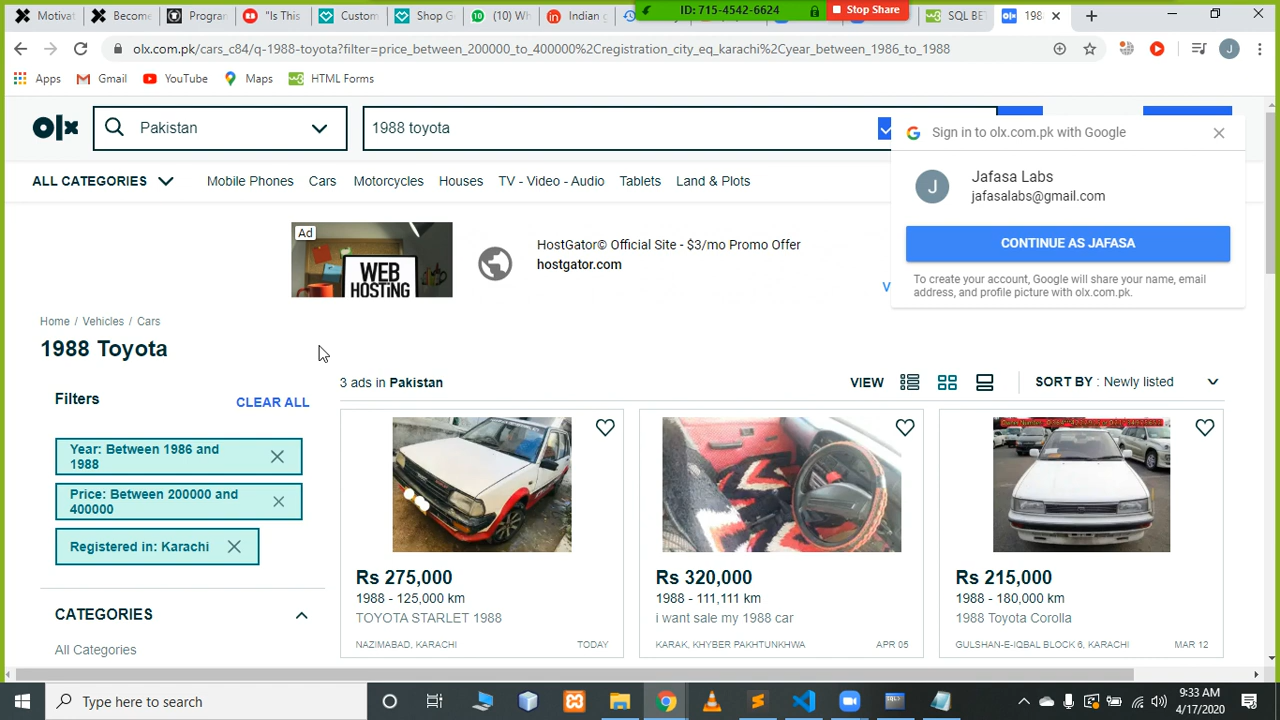 Motivat
Become
Program
"Is This
Custom
Shop G
(10) Wh
Indian g
ID: 715-4542-6624
Stop Share
SQL BET
1988
olx.com.pk/cars_c84/q-1988-toyota?filter=price_between_200000_to_400000%2Cregistration_city_eq_karachi%2Cyear_between_1986_to_1988
J
Apps
Gmail
YouTube
Maps
HTML Forms
olx
Pakistan
1988 toyota
Sign in to olx.com.pk with Google
J
Jafasa Labs
jafasalabs@gmail.com
CONTINUE AS JAFASA
To create your account, Google will share your name, email
address, and profile picture with olx.com.pk.
ALL CATEGORIES
Mobile Phones
Cars
Motorcycles
Houses
TV - Video - Audio
Tablets
Land & Plots
Ad
WEB
HOSTING
HostGator© Official Site - $3/mo Promo Offer
hostgator.com
V
Home / Vehicles / Cars
1988 Toyota
Filters
CLEAR ALL
3 ads in Pakistan
VIEW
SORT BY : Newly listed
Year: Between 1986 and
1988
Price: Between 200000 and
400000
Registered in: Karachi
CATEGORIES
All Categories
Rs 275,000
1988 - 125,000 km
TOYOTA STARLET 1988
NAZIMABAD, KARACHI
TODAY
Rs 320,000
1988 - 111,111 km
i want sale my 1988 car
KARAK, KHYBER PAKHTUNKHWA
APR 05
Rs 215,000
1988 - 180,000 km
1988 Toyota Corolla
GULSHAN-E-IQBAL BLOCK 6, KARACHI
MAR 12
Type here to search
9:33 AM
4/17/2020